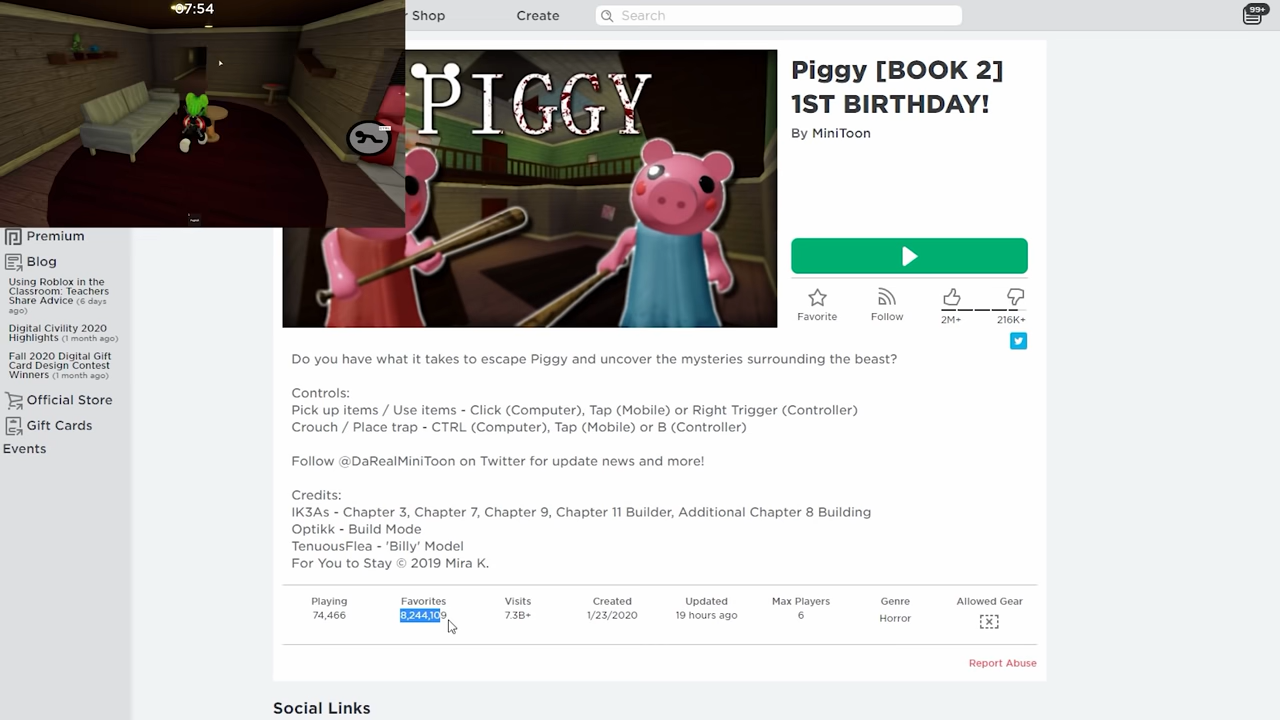 07:54
Shop
Create
Search
99+
Premium
Blog
Using Roblox in the
Classroom: Teachers
Share Advice (6 days
ago)
Digital Civility 2020
Highlights (1 month ago)
Fall 2020 Digital Gift
Card Design Contest
Winners (1 month ago)
Official Store
Gift Cards
Events
PIGGY
Piggy [BOOK 2]
1ST BIRTHDAY!
By MiniToon
Favorite
Follow
2M+
216K+
Do you have what it takes to escape Piggy and uncover the mysteries surrounding the beast?
Controls:
Pick up items / Use items - Click (Computer), Tap (Mobile) or Right Trigger (Controller)
Crouch / Place trap - CTRL (Computer), Tap (Mobile) or B (Controller)
Follow @DaRealMiniToon on Twitter for update news and more!
Credits:
IK3As - Chapter 3, Chapter 7, Chapter 9, Chapter 11 Builder, Additional Chapter 8 Building
Optikk - Build Mode
TenuousFlea - 'Billy' Model
For You to Stay © 2019 Mira K.
Playing Favorites Visits Created Updated Max Players Genre Allowed Gear
74,466 8,244,109 7.3B+ 1/23/2020 19 hours ago 6 Horror
Report Abuse
Social Links